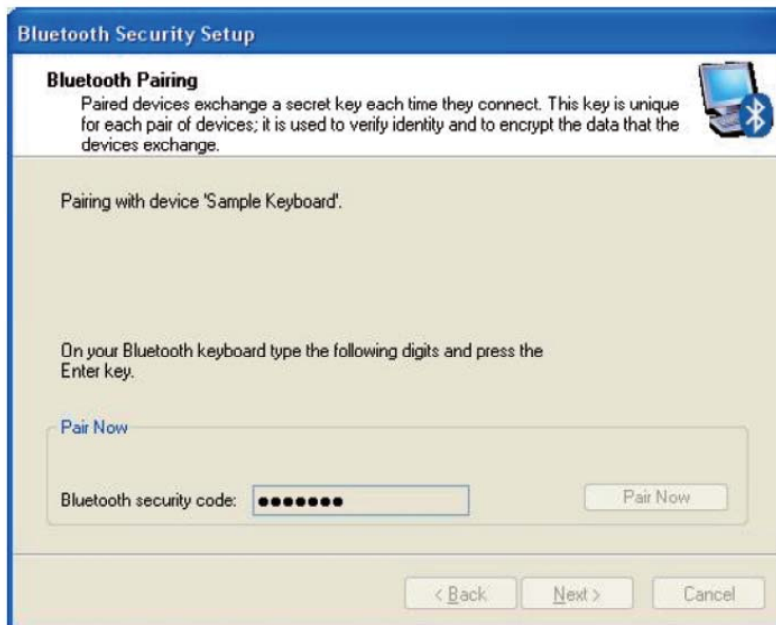 Bluetooth Security Setup
Bluetooth Pairing
Paired devices exchange a secret key each time they connect. This key is unique
for each pair of devices; it is used to verify identity and to encrypt the data that the
devices exchange.
Pairing with device 'Sample Keyboard'.
On your Bluetooth keyboard type the following digits and press the
Enter key.
Pair Now
Bluetooth security code: ●●●●●●● Pair Now
< Back Next > Cancel